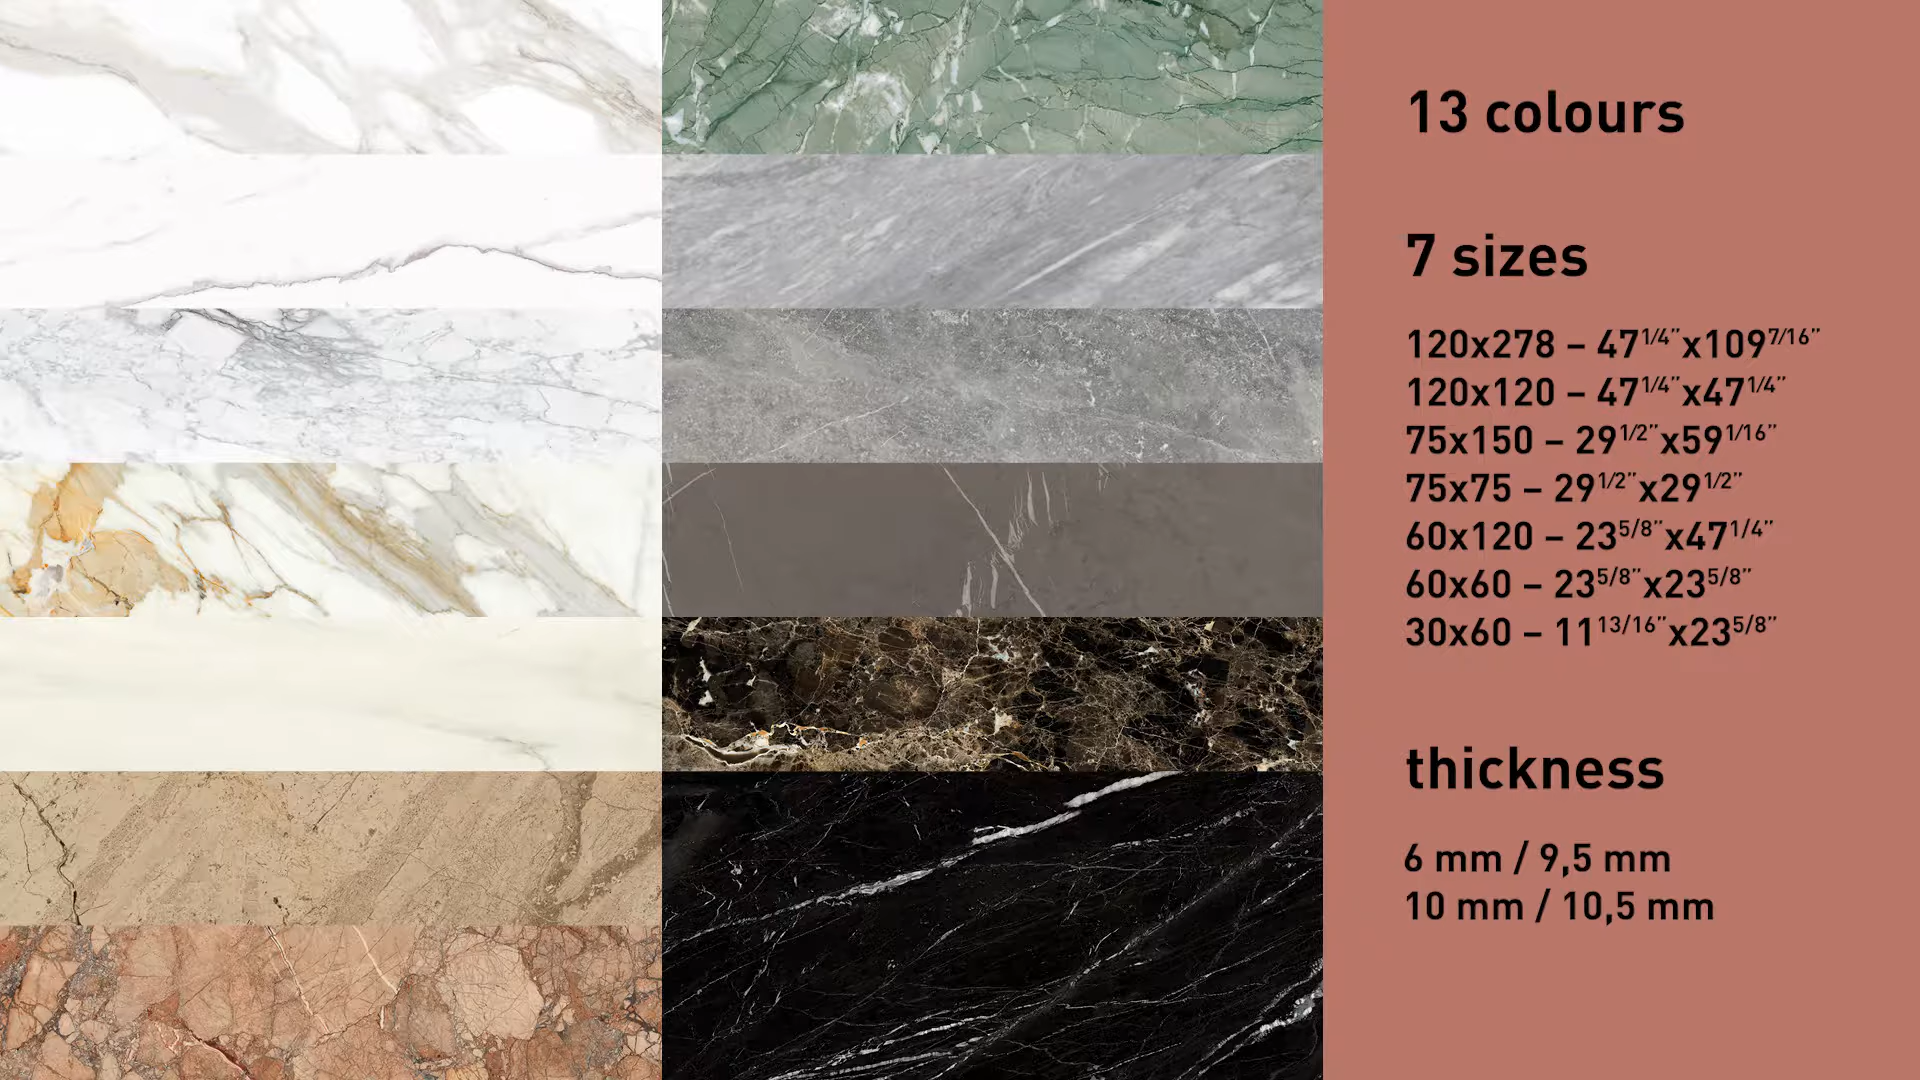 13 colours
7 sizes
120x278 – 47 1/4”x109 7/16”
120x120 – 47 1/4”x47 1/4”
75x150 – 29 1/2”x59 1/16”
75x75 – 29 1/2”x29 1/2”
60x120 – 23 5/8”x47 1/4”
60x60 – 23 5/8”x23 5/8”
30x60 – 11 13/16”x23 5/8”
thickness
6 mm / 9,5 mm
10 mm / 10,5 mm